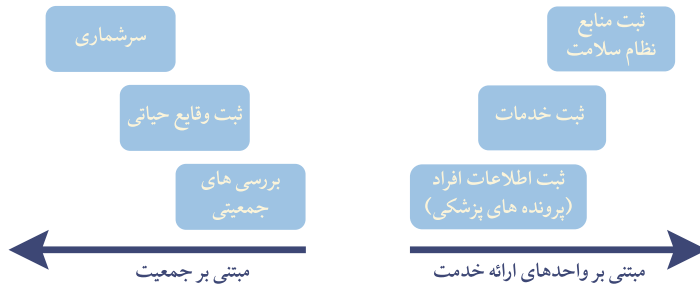 ثبت منابع
نظام سلامت
سرشماری
ثبت خدمات
ثبت وقایع حیاتی
ثبت اطلاعات افراد
(پرونده های پزشکی)
بررسی های
جمعیتی
مبتنی بر واحدهای ارائه خدمت
مبتنی بر جمعیت